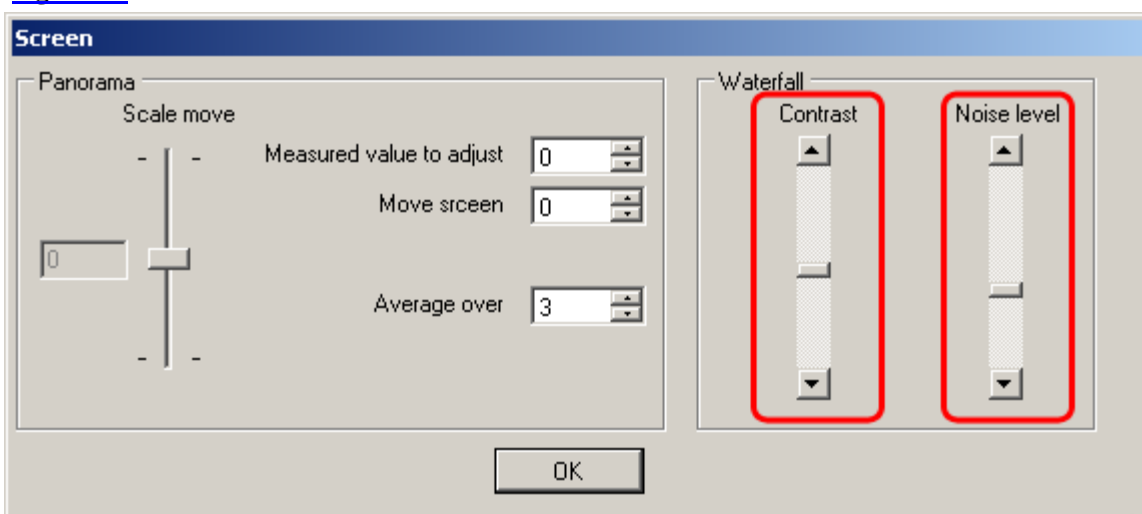 Screen
Panorama
Scale move
Measured value to adjust 0
Move srceen 0
0
Average over 3
Waterfall
Contrast Noise level
OK